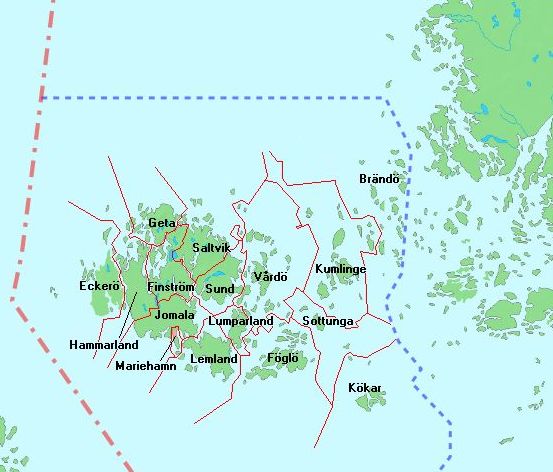 Brändö
Geta
Saltvik
Kumlinge
Vårdö
Eckerö
Finström
Sund
Jomala
Lumparland
Sottunga
Hammarland
Lemland
Föglö
Mariehamn
Kökar